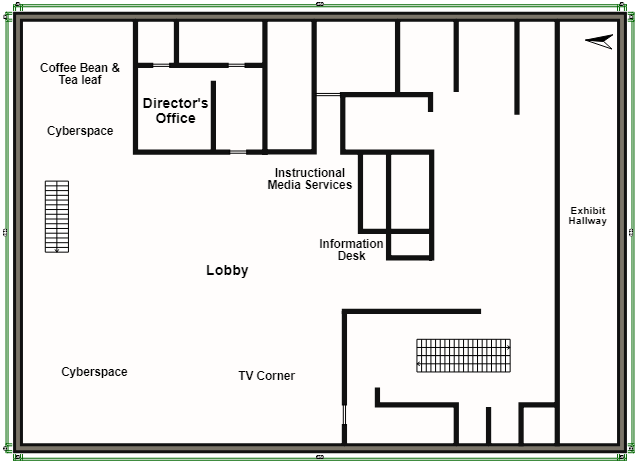 Coffee Bean &
Tea leaf
Cyberspace
Director's
Office
Instructional
Media Services
Exhibit
Hallway
Information
Desk
Lobby
Cyberspace
TV Corner